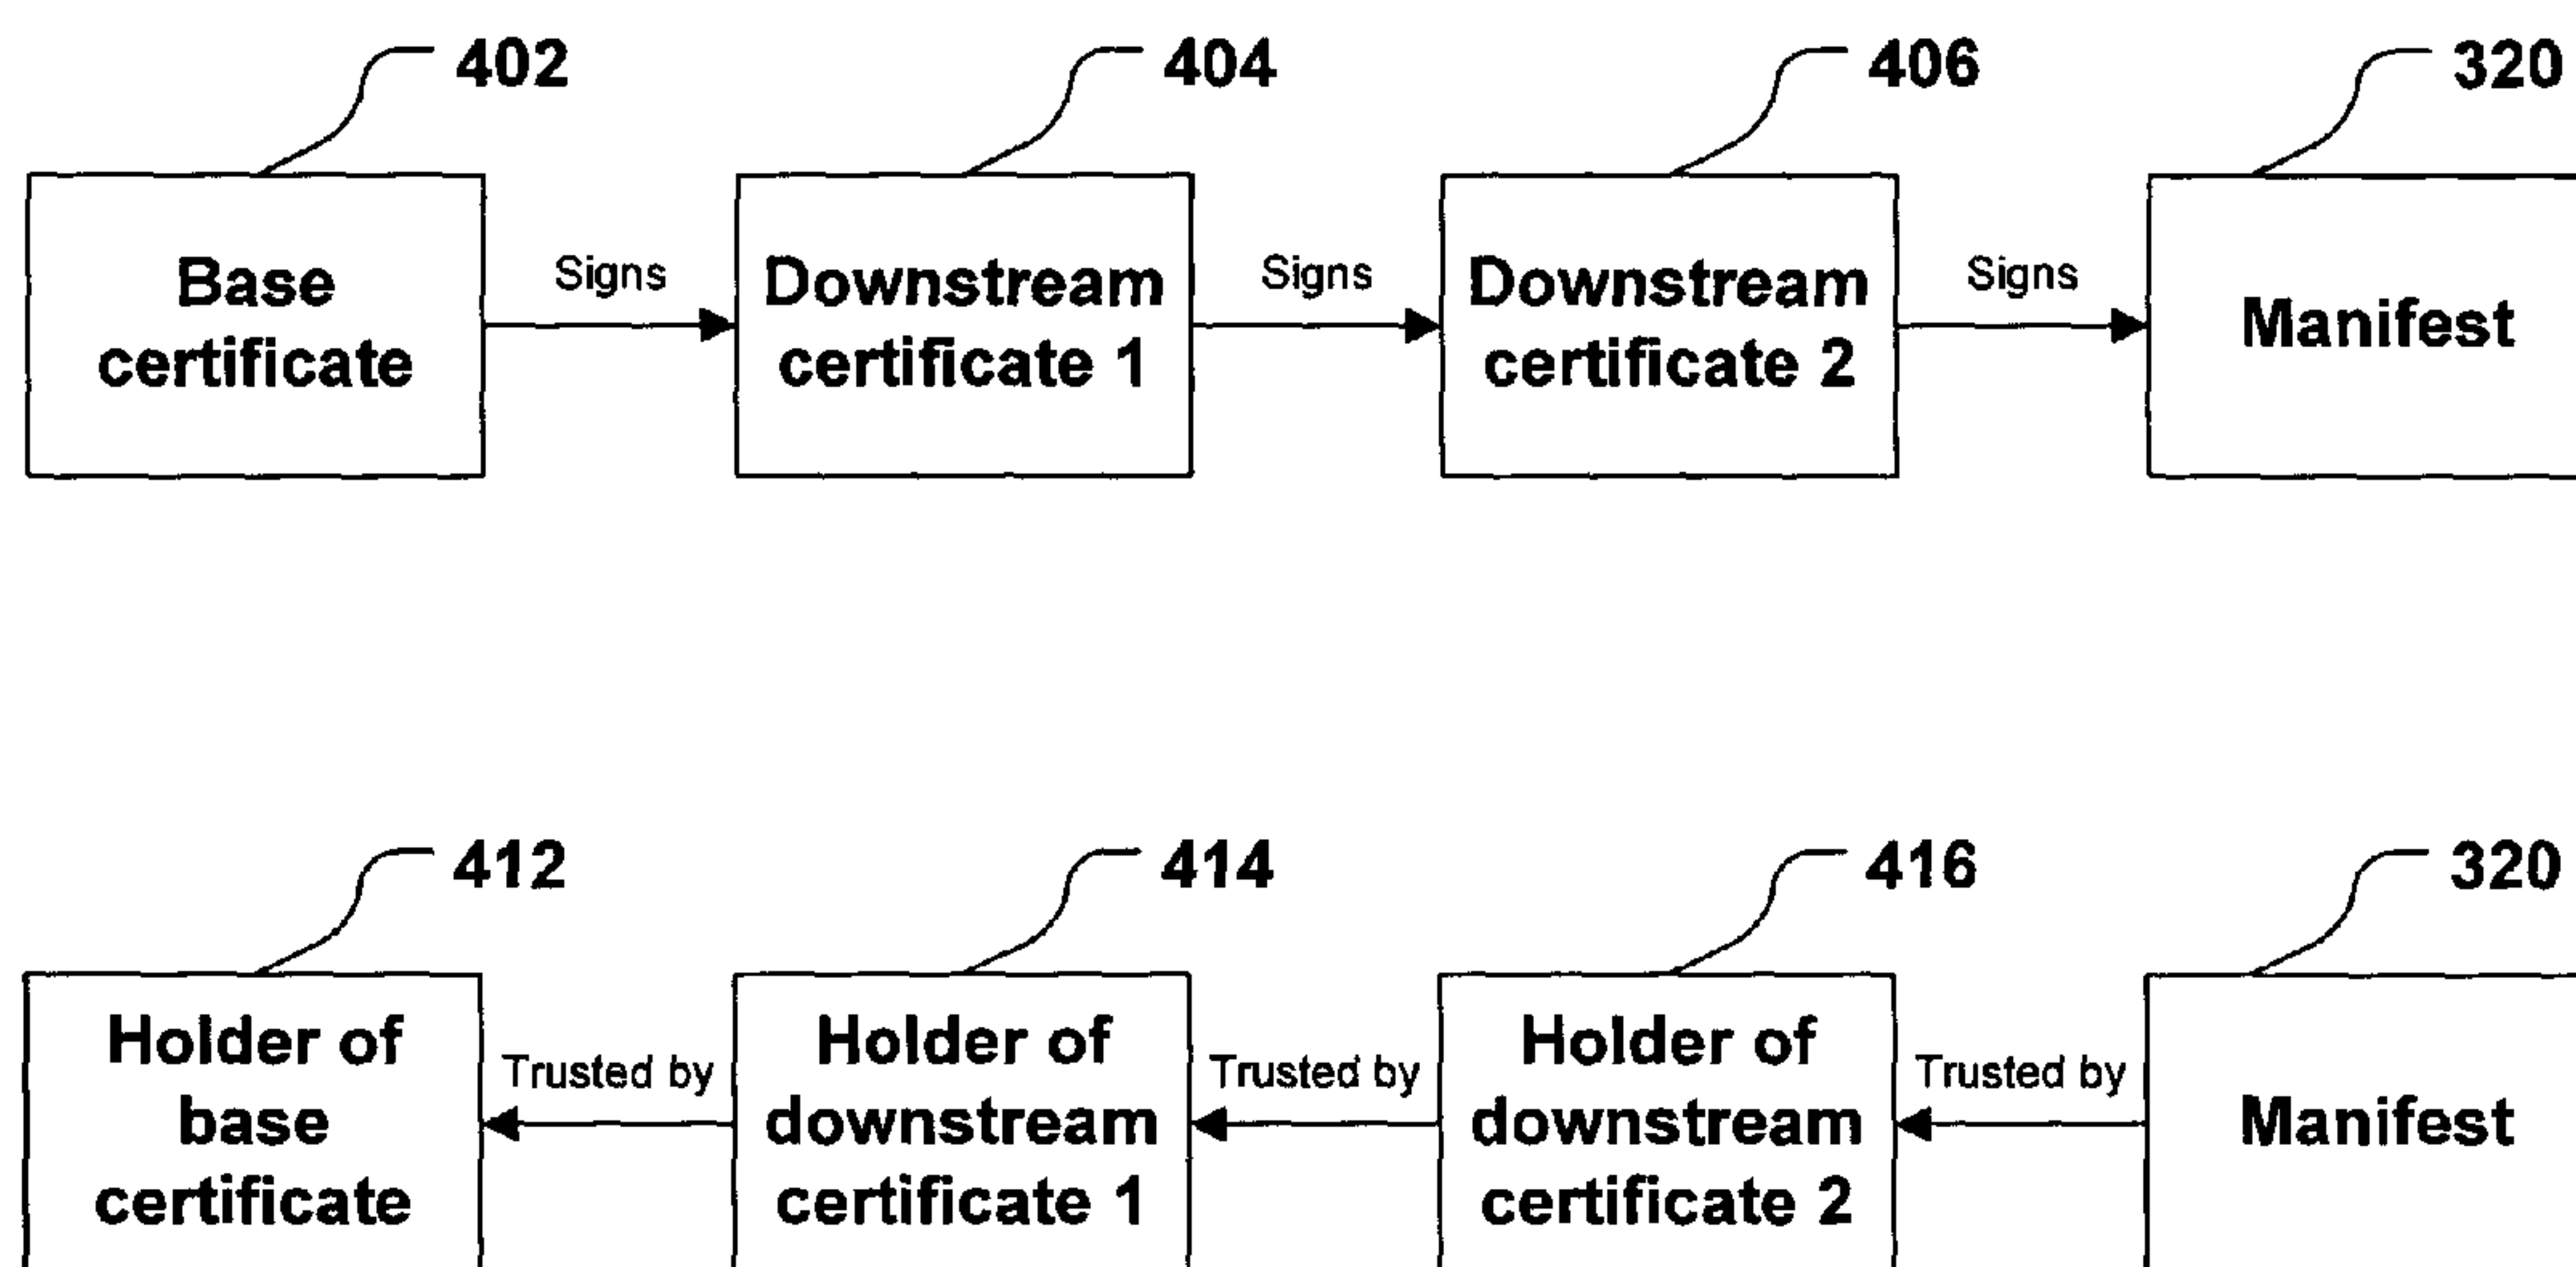 402
404
406
320
Base
certificate
Signs
Downstream
certificate 1
Signs
Downstream
certificate 2
Signs
Manifest
412
414
416
320
Holder of
base
certificate
Trusted by
Holder of
downstream
certificate 1
Trusted by
Holder of
downstream
certificate 2
Trusted by
Manifest